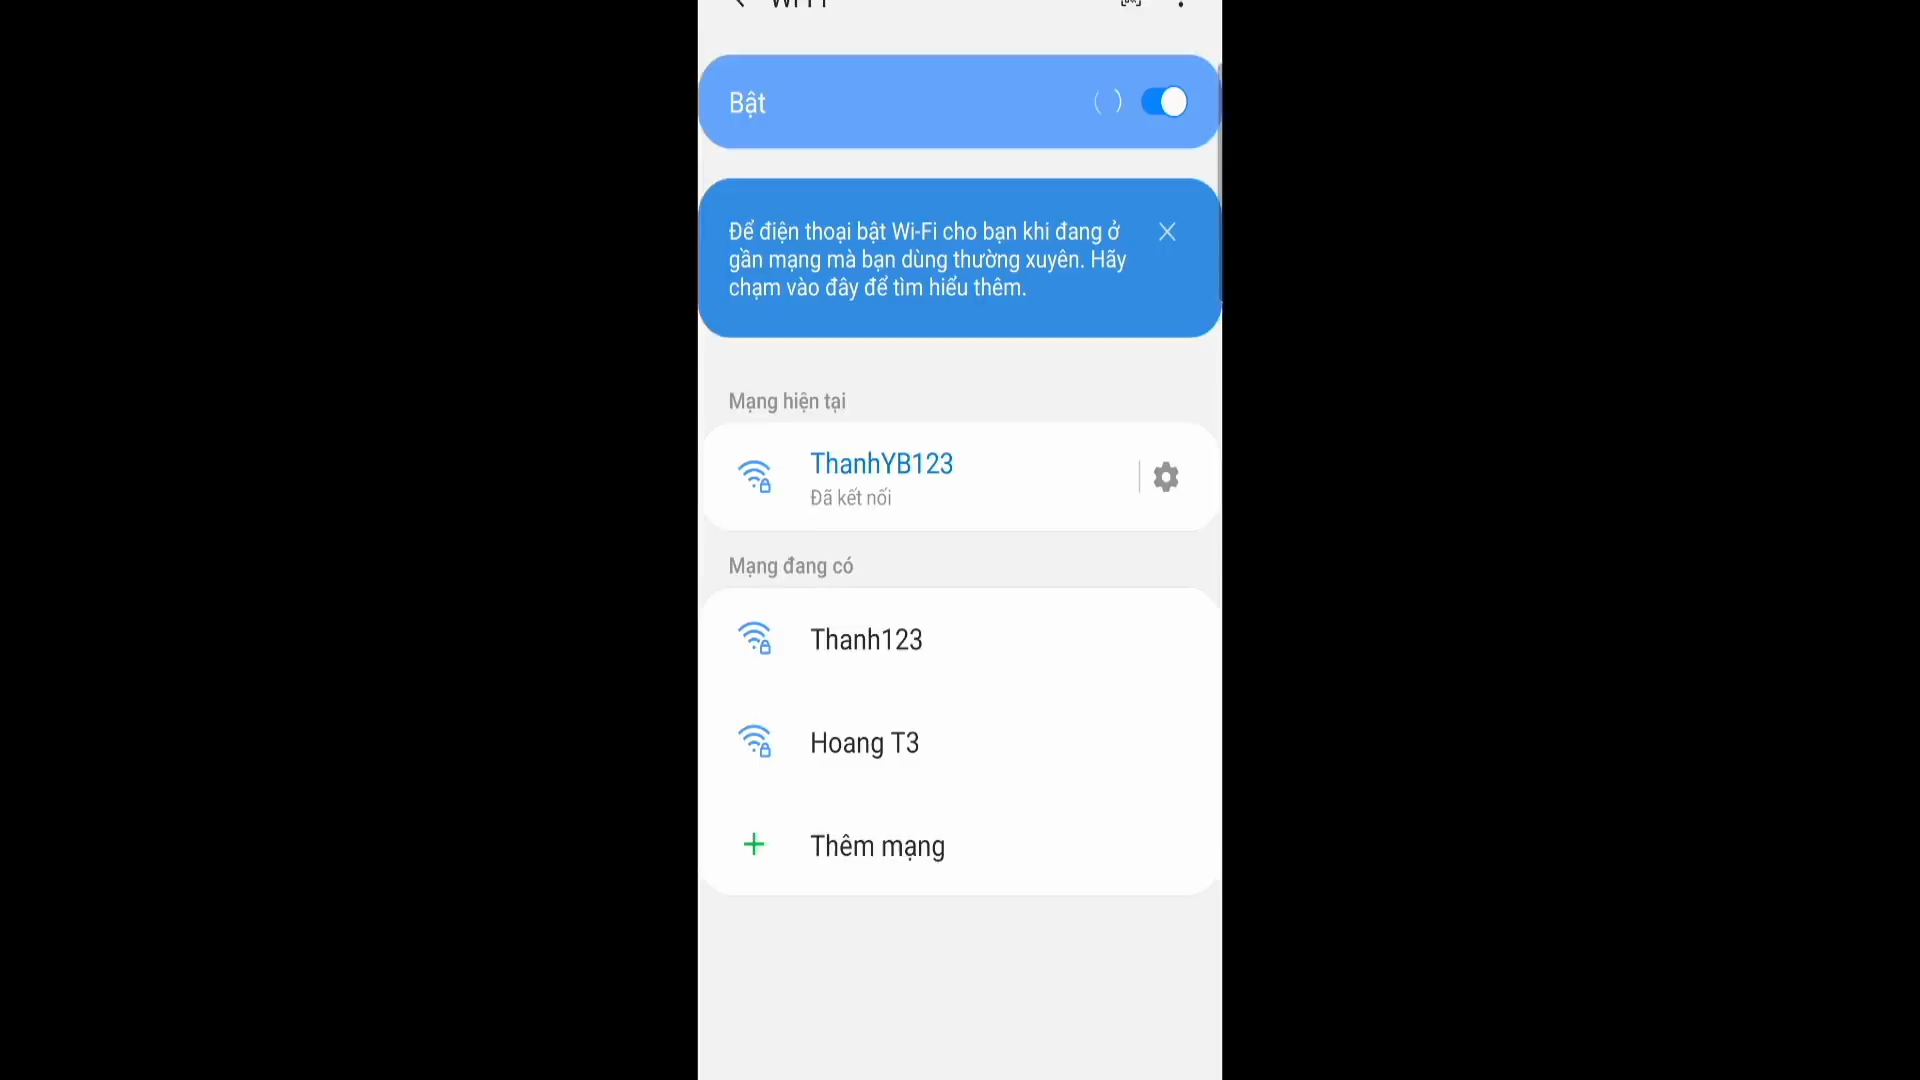 Bật
Để điện thoại bật Wi-Fi cho bạn khi đang ở
gần mạng mà bạn dùng thường xuyên. Hãy
chạm vào đây để tìm hiểu thêm.
Mạng hiện tại
ThanhYB123
Đã kết nối
Mạng đang có
Thanh123
Hoang T3
Thêm mạng